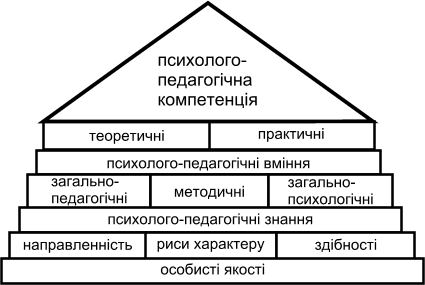 психолого-
педагогічна
компетенція
теоретичні практичні
психолого-педагогічні вміння
загально-
педагогічні
методичні
загально-
психологічні
психолого-педагогічні знання
направленність риси характеру здібності
особисті якості